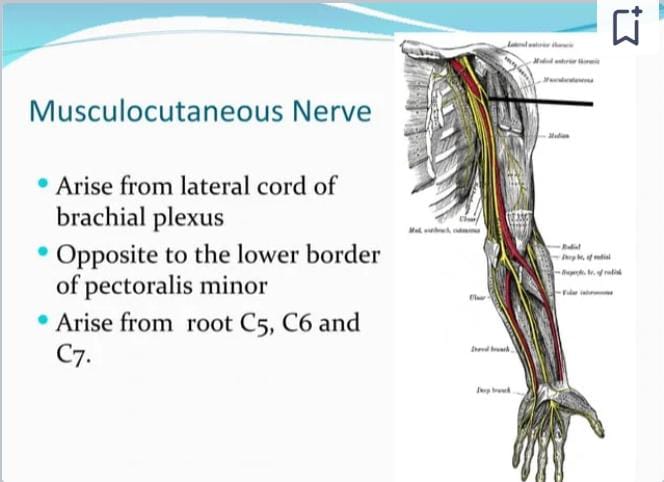 Musculocutaneous Nerve
• Arise from lateral cord of
brachial plexus
• Opposite to the lower border
of pectoralis minor
• Arise from root C5, C6 and
C7.
Lateral anterior thoracic
Medial anterior thoracic
Musculocutaneous
Median
Ulnar
Med. antibrach. cutaneous
Radial
Deep br. of radial
Superfic. br. of radial
Volar interosseous
Ulnar
Dorsal branch
Deep branch